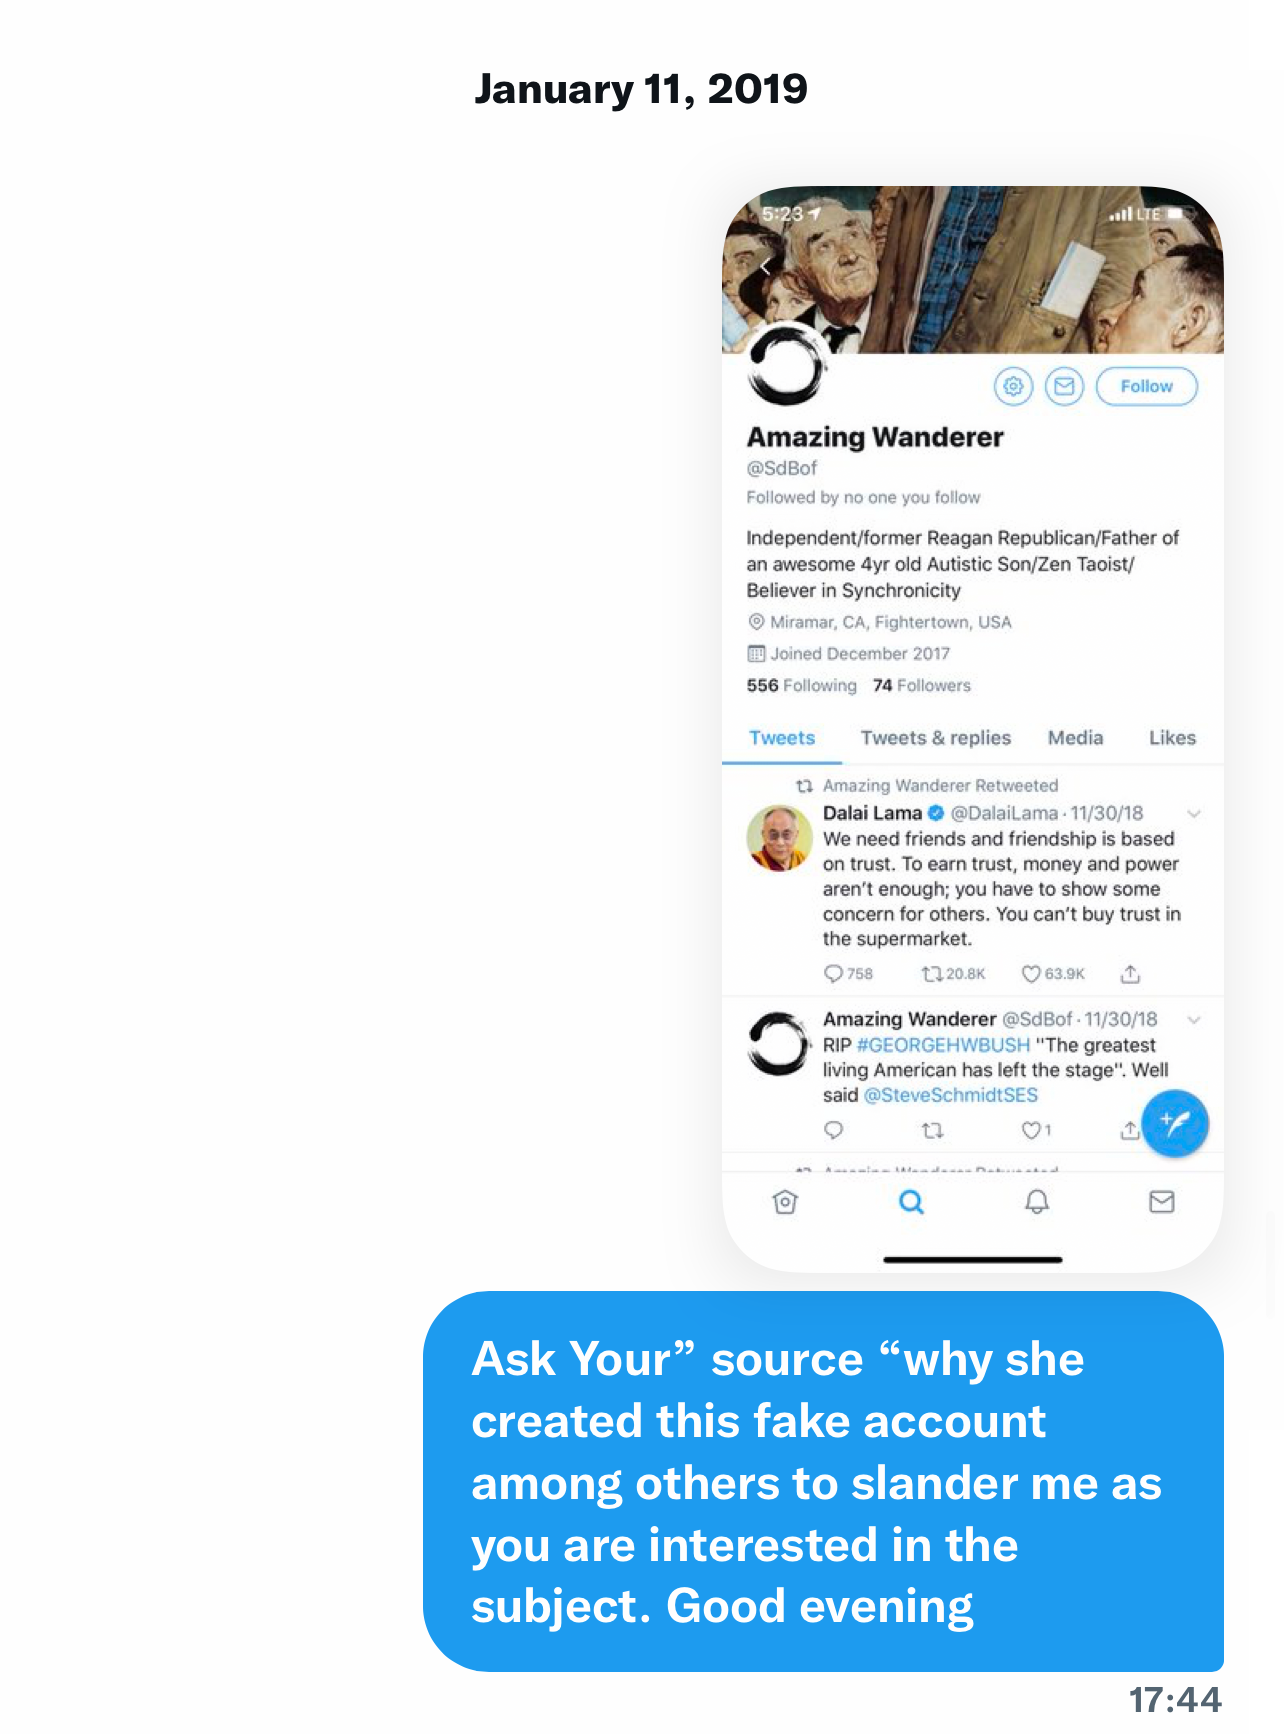 January 11, 2019
5:23
LTE
Follow
Amazing Wanderer
@SdBof
Followed by no one you follow
Independent/former Reagan Republican/Father of
an awesome 4yr old Autistic Son/Zen Taoist/
Believer in Synchronicity
Miramar, CA, Fightertown, USA
Joined December 2017
556 Following 74 Followers
Tweets Tweets & replies Media Likes
Amazing Wanderer Retweeted
Dalai Lama @DalaiLama · 11/30/18
We need friends and friendship is based
on trust. To earn trust, money and power
aren't enough; you have to show some
concern for others. You can't buy trust in
the supermarket.
758 20.8K 63.9K
Amazing Wanderer @SdBof · 11/30/18
RIP #GEORGEHWBUSH "The greatest
living American has left the stage". Well
said @SteveSchmidtSES
1
Amazing Wanderer Retweeted
Ask Your” source “why she
created this fake account
among others to slander me as
you are interested in the
subject. Good evening
17:44